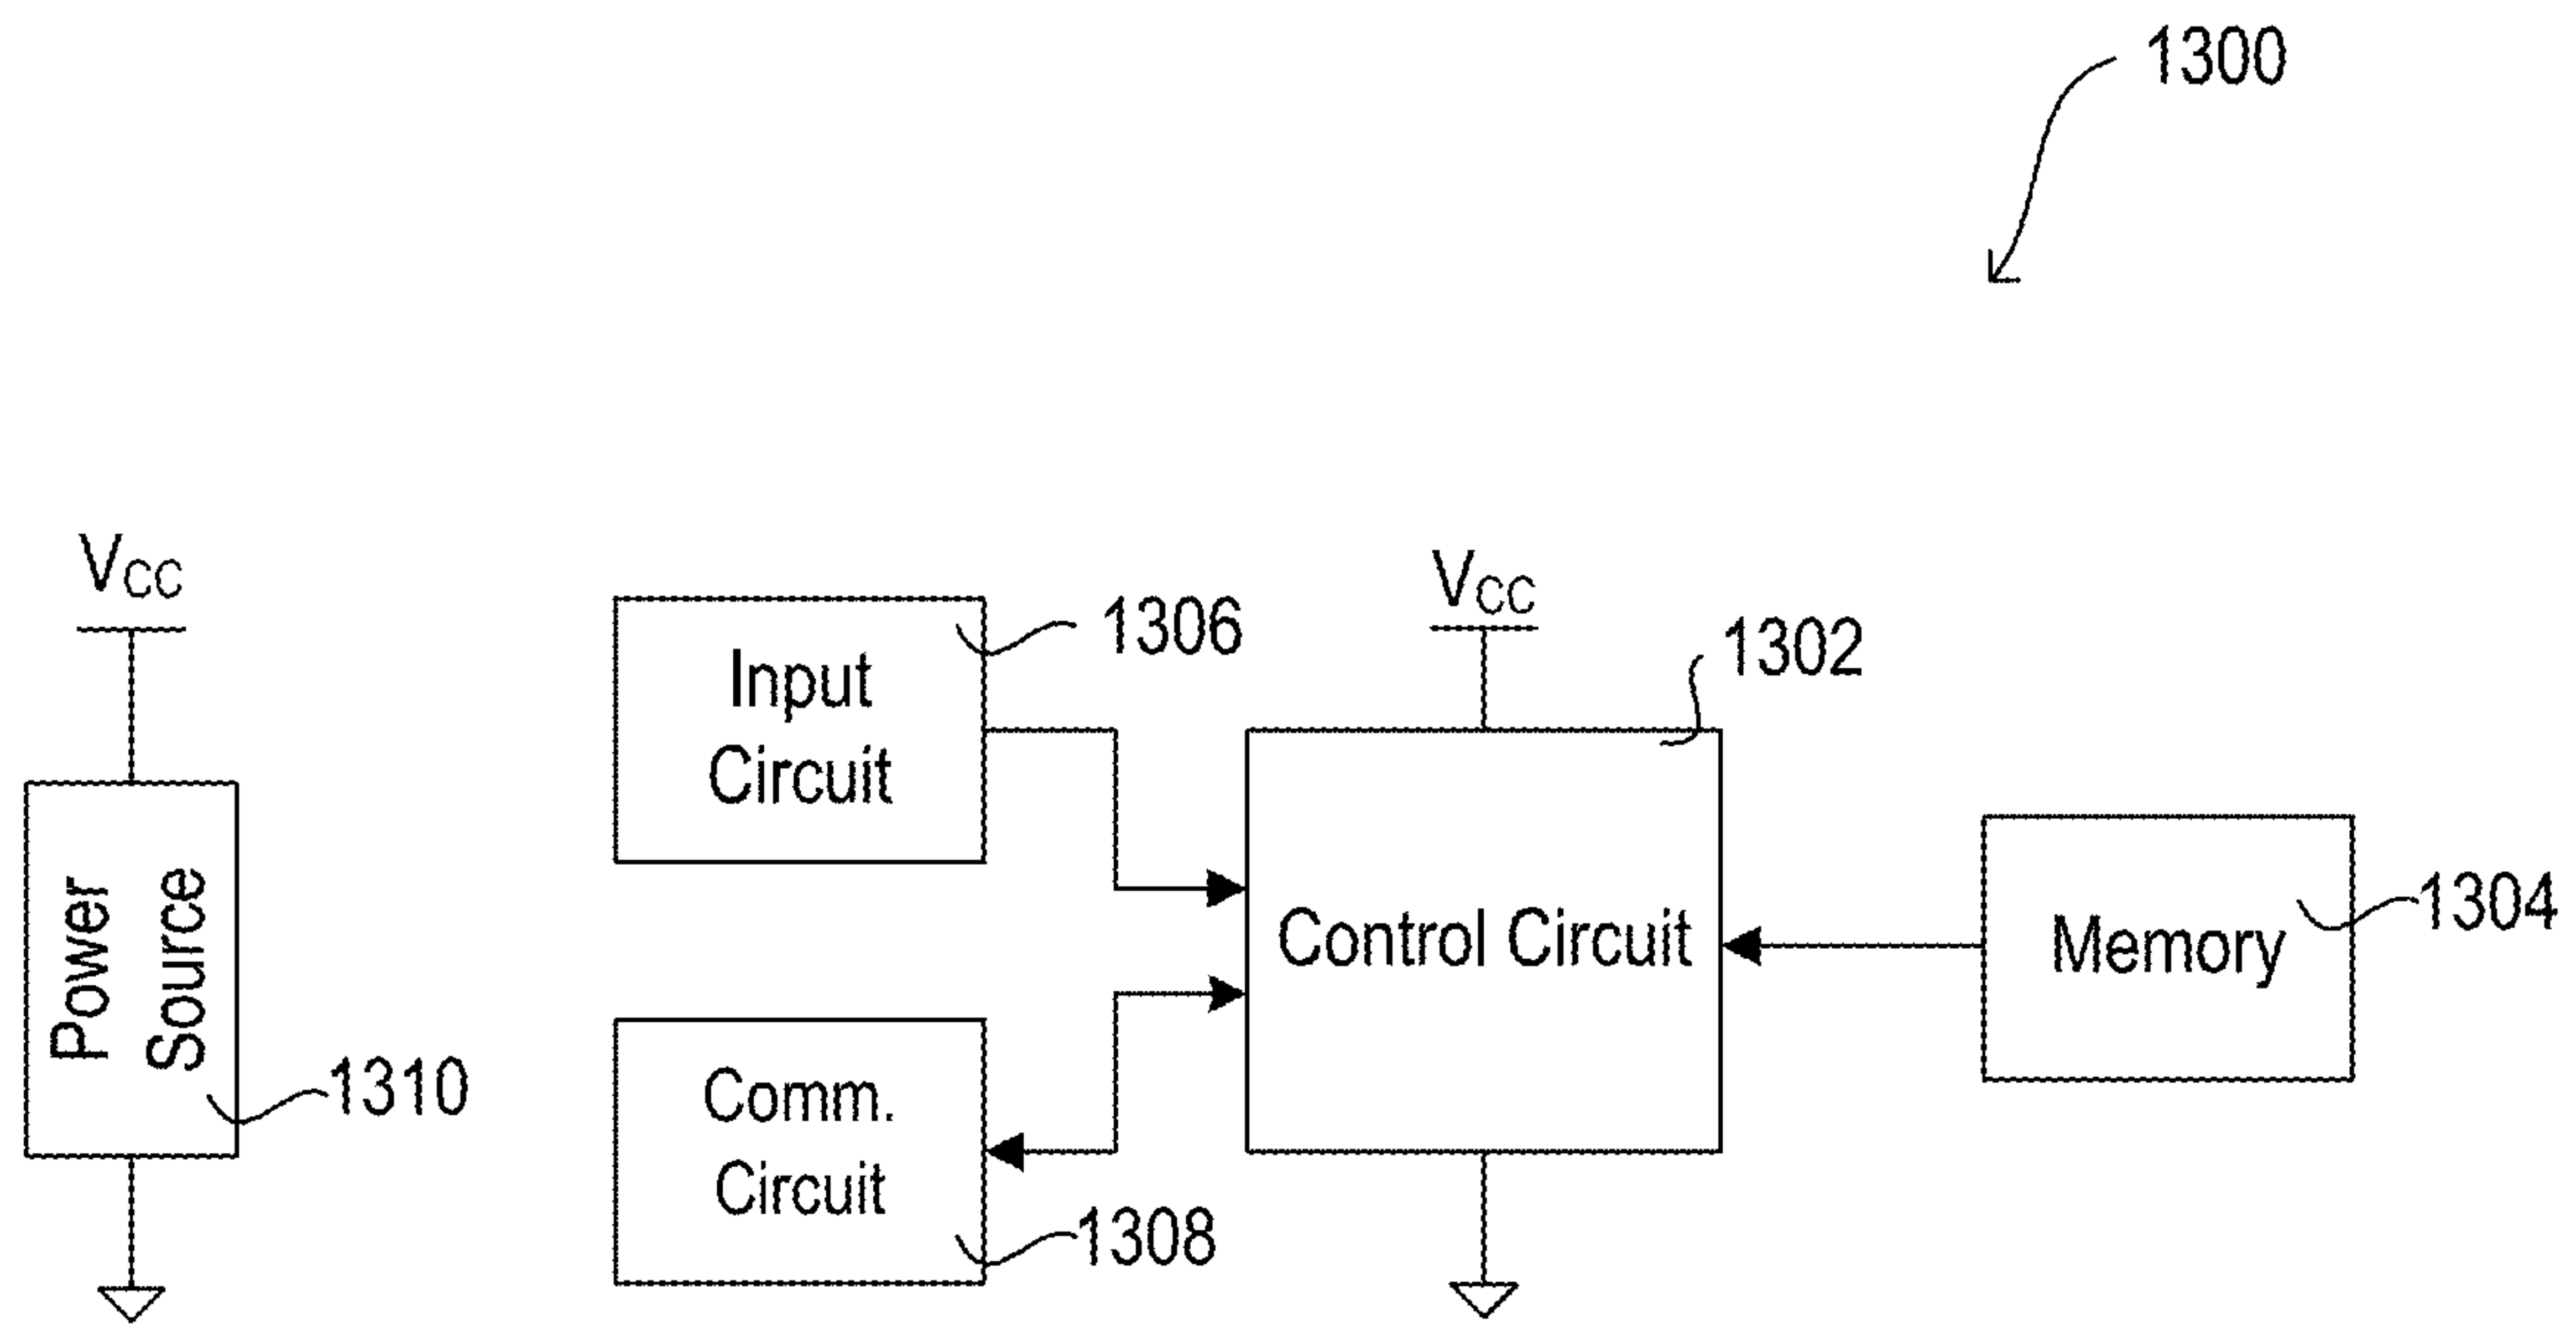 1300
VCC
VCC
1306
1302
Input
Circuit
Control Circuit
Memory
1304
Power
Source
1310
Comm.
Circuit
1308